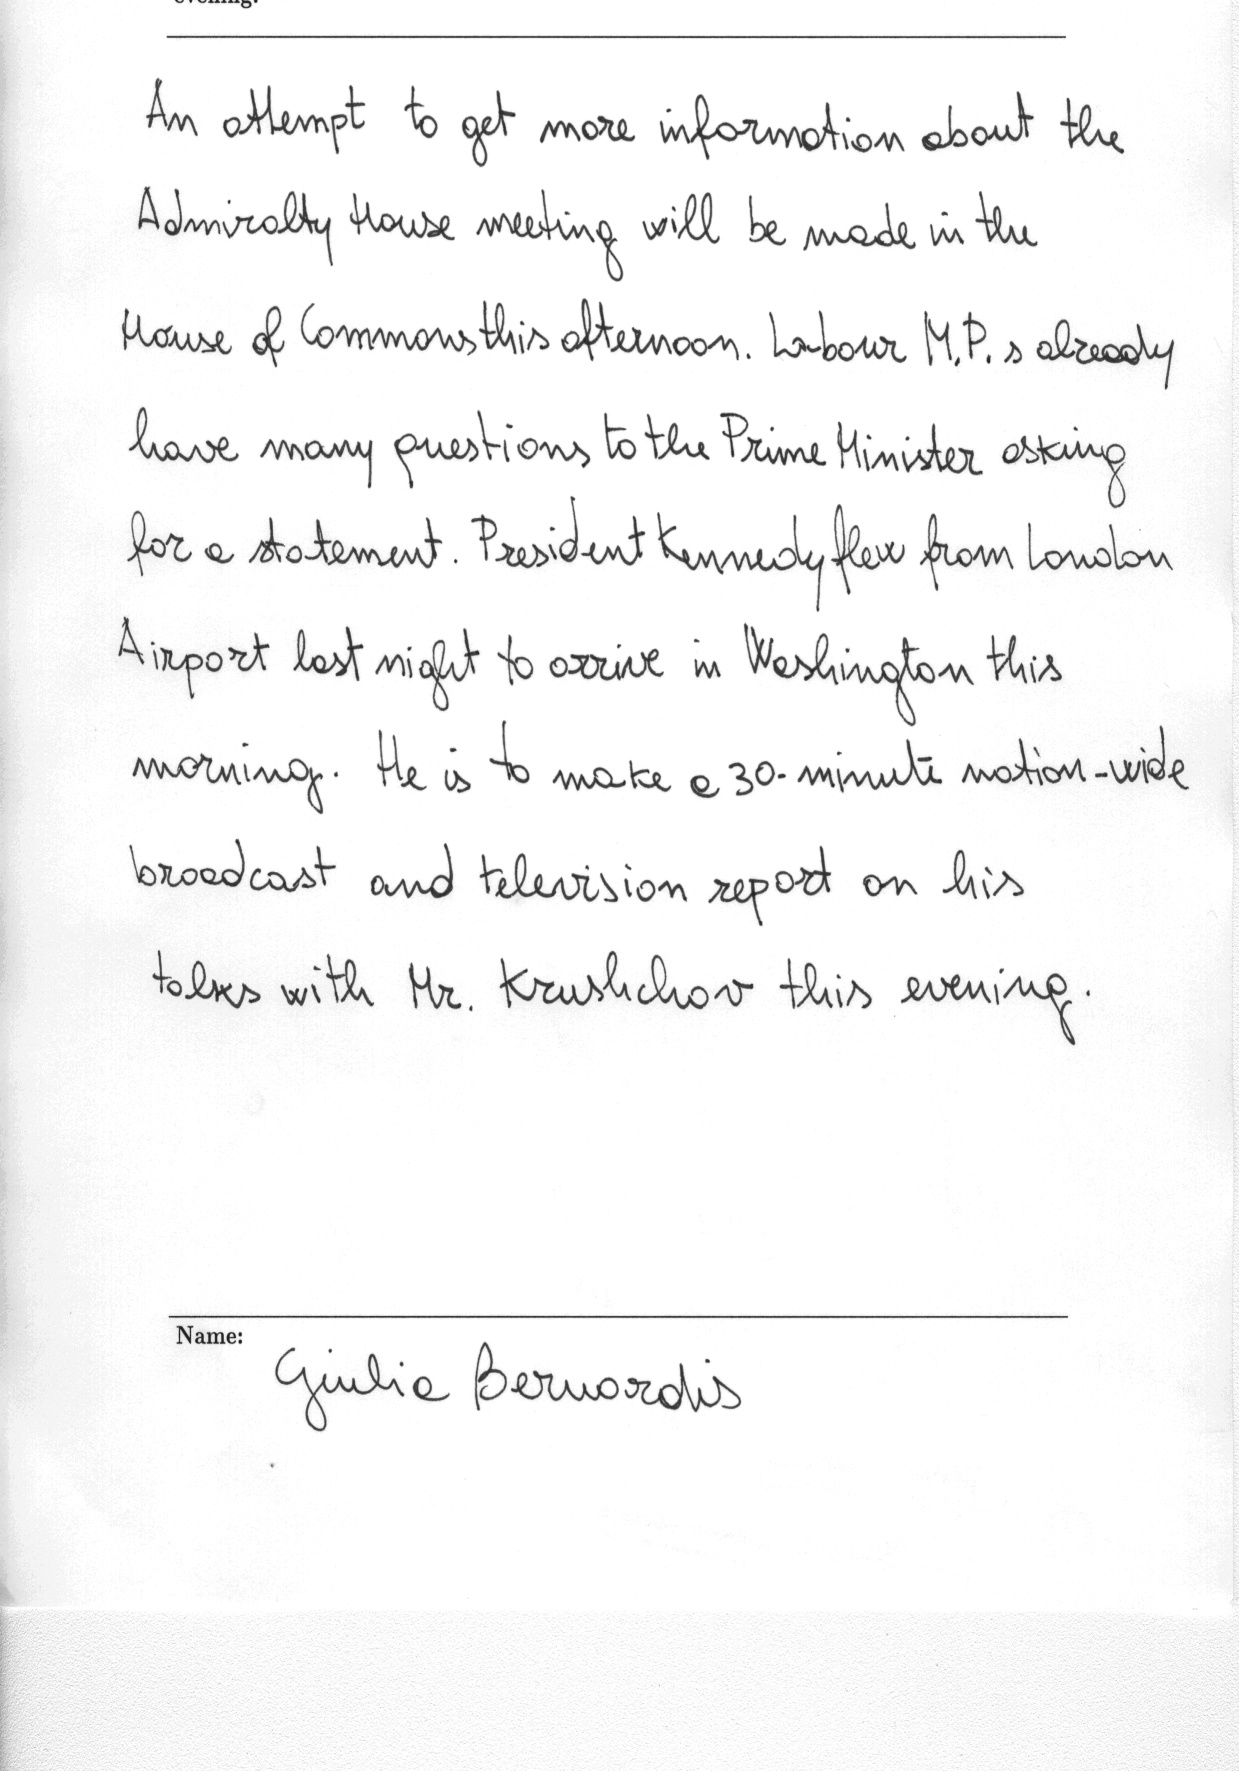 evening.
An attempt to get more information about the
Admiralty House meeting will be made in the
House of Commons this afternoon. Labour M.P.s already
have many questions to the Prime Minister asking
for a statement. President Kennedy flew from London
Airport last night to arrive in Washington this
morning. He is to make a 30-minute nation-wide
broadcast and television report on his
talks with Mr. Krushchov this evening.
Name:
Giulia Bernardis